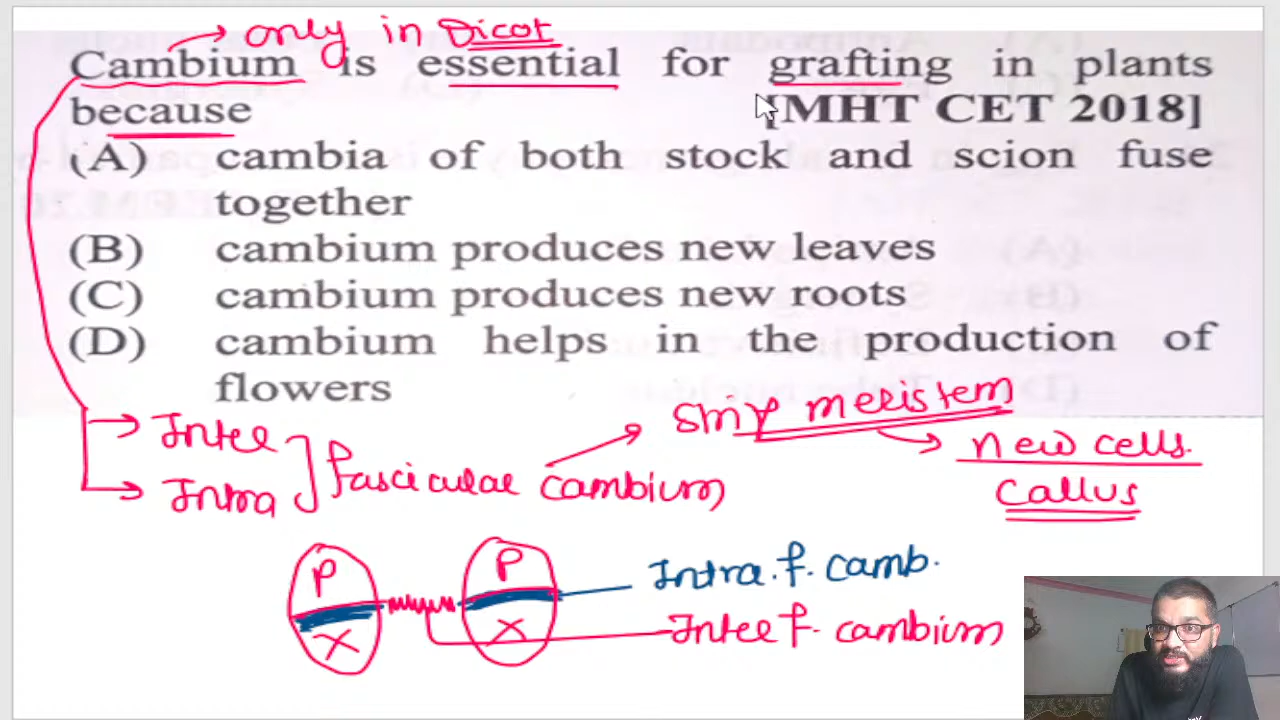 only in Dicot
Cambium is essential for grafting in plants
because [MHT CET 2018]
(A) cambia of both stock and scion fuse
together
(B) cambium produces new leaves
(C) cambium produces new roots
(D) cambium helps in the production of
flowers
Inter
Intra
fascicular cambium
meristem
new cells.
callus
P P
X X
Intra. f. camb.
Inter f. cambium